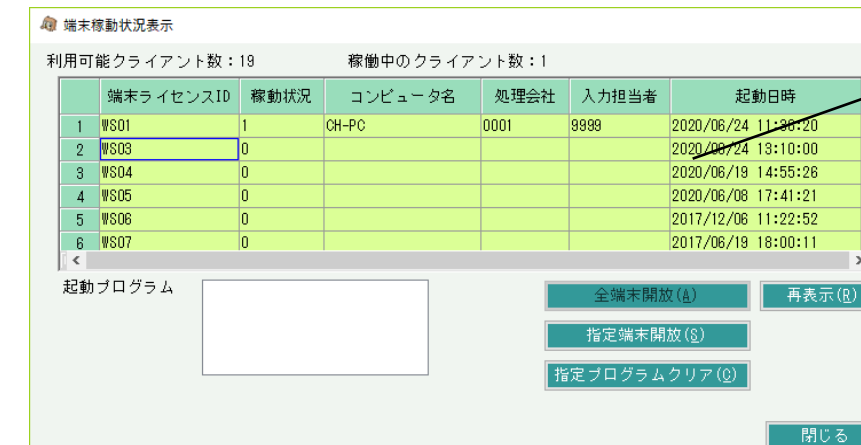 端末稼動状況表示
利用可能クライアント数：19 稼働中のクライアント数：1
端末ライセンスID 稼動状況 コンピュータ名 処理会社 入力担当者 起動日時
1 WS01 1 CH-PC 0001 9999 2020/06/24 11:36:20
2 WS03 0 2020/06/24 13:10:00
3 WS04 0 2020/06/19 14:55:26
4 WS05 0 2020/06/08 17:41:21
5 WS06 0 2017/12/06 11:22:52
6 WS07 0 2017/06/19 18:00:11
起動プログラム
全端末開放(A) 再表示(R)
指定端末開放(S)
指定プログラムクリア(C)
閉じる